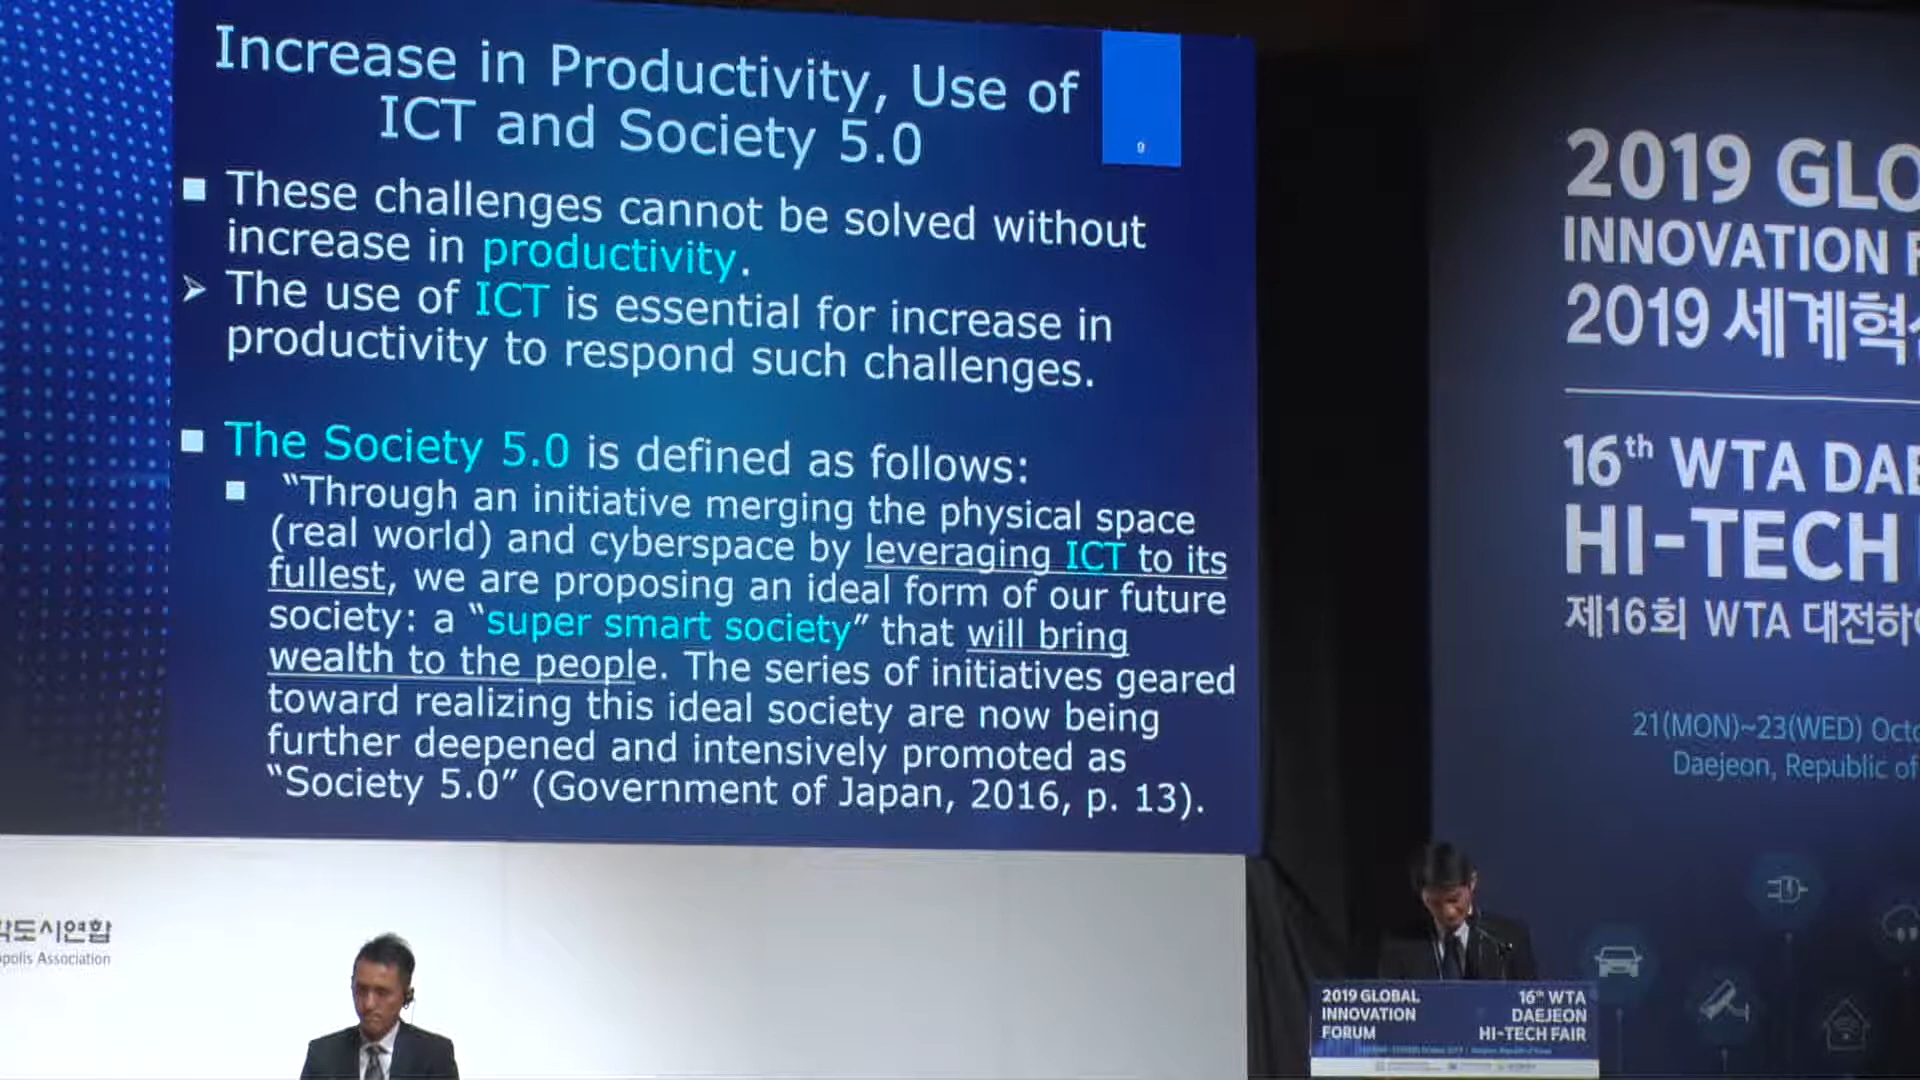 Increase in Productivity, Use of
ICT and Society 5.0
9
■ These challenges cannot be solved without
increase in productivity.
➢ The use of ICT is essential for increase in
productivity to respond such challenges.
■ The Society 5.0 is defined as follows:
■ “Through an initiative merging the physical space
(real world) and cyberspace by leveraging ICT to its
fullest, we are proposing an ideal form of our future
society: a “super smart society” that will bring
wealth to the people. The series of initiatives geared
toward realizing this ideal society are now being
further deepened and intensively promoted as
“Society 5.0” (Government of Japan, 2016, p. 13).
2019 GLO
INNOVATION F
2019 세계혁
16th WTA DAE
HI-TECH
제16회 WTA 대전하
21(MON)~23(WED) Octo
Daejeon, Republic of
도시연합
polis Association
2019 GLOBAL
INNOVATION
FORUM
16th WTA
DAEJEON
HI-TECH FAIR